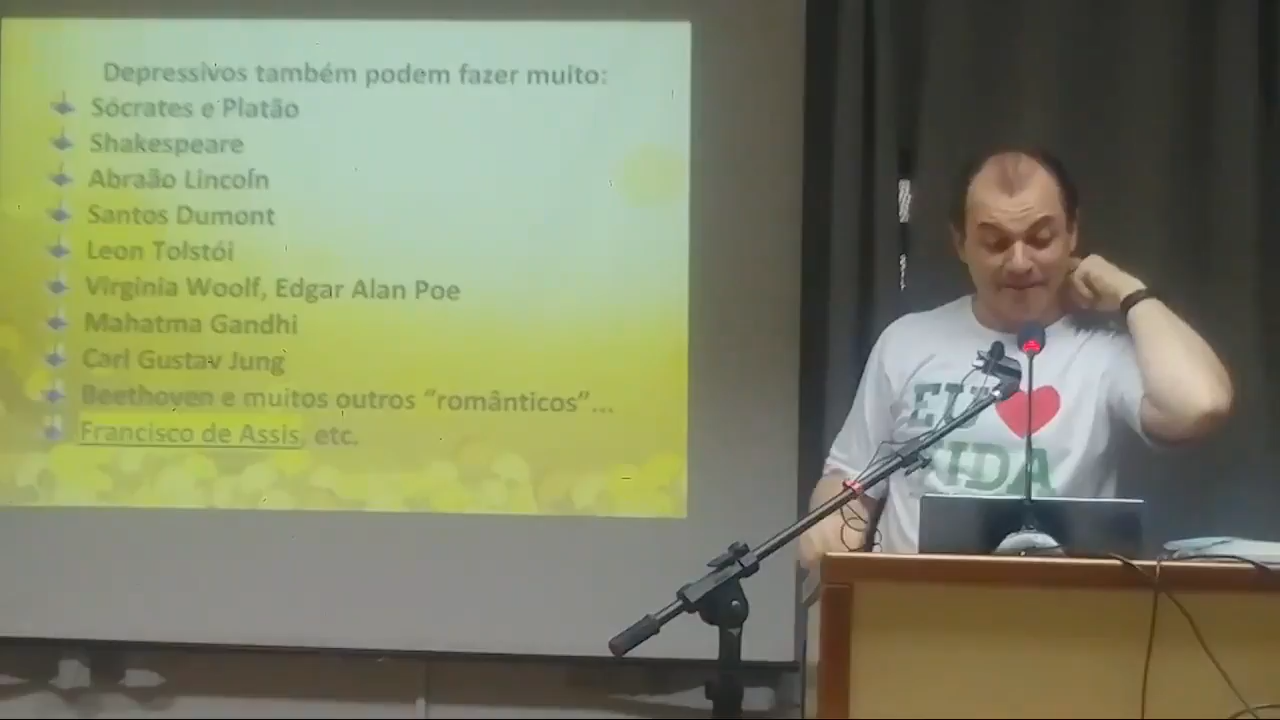 Depressivos também podem fazer muito:
Sócrates e Platão
Shakespeare
Abraão Lincoln
Santos Dumont
Leon Tolstói
Virginia Woolf, Edgar Alan Poe
Mahatma Gandhi
Carl Gustav Jung
Beethoven e muitos outros “românticos”...
Francisco de Assis, etc.
EU
VIDA